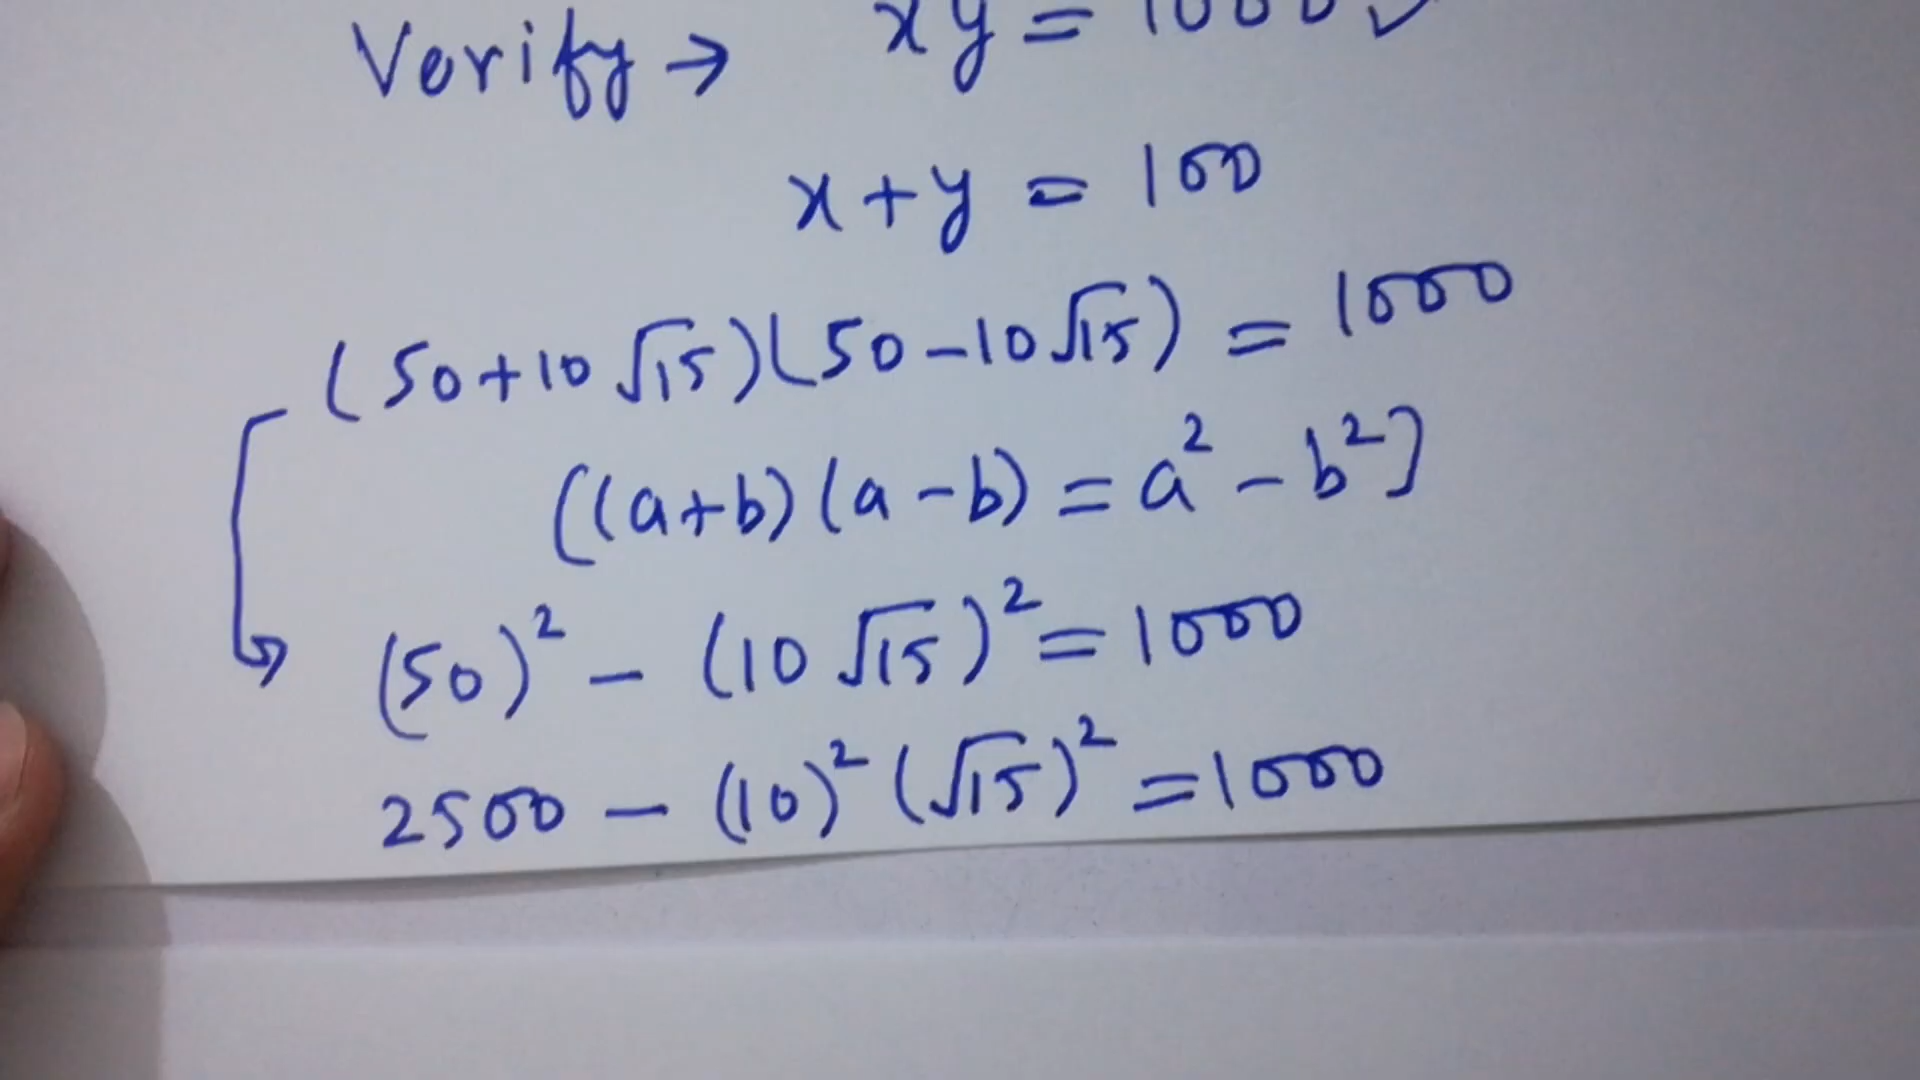 Verify → xy = 1000 ✓
x + y = 100
(50+10√15)(50-10√15) = 1000
((a+b)(a-b) = a² - b²]
(50)² - (10√15)² = 1000
2500 - (10)² (√15)² = 1000